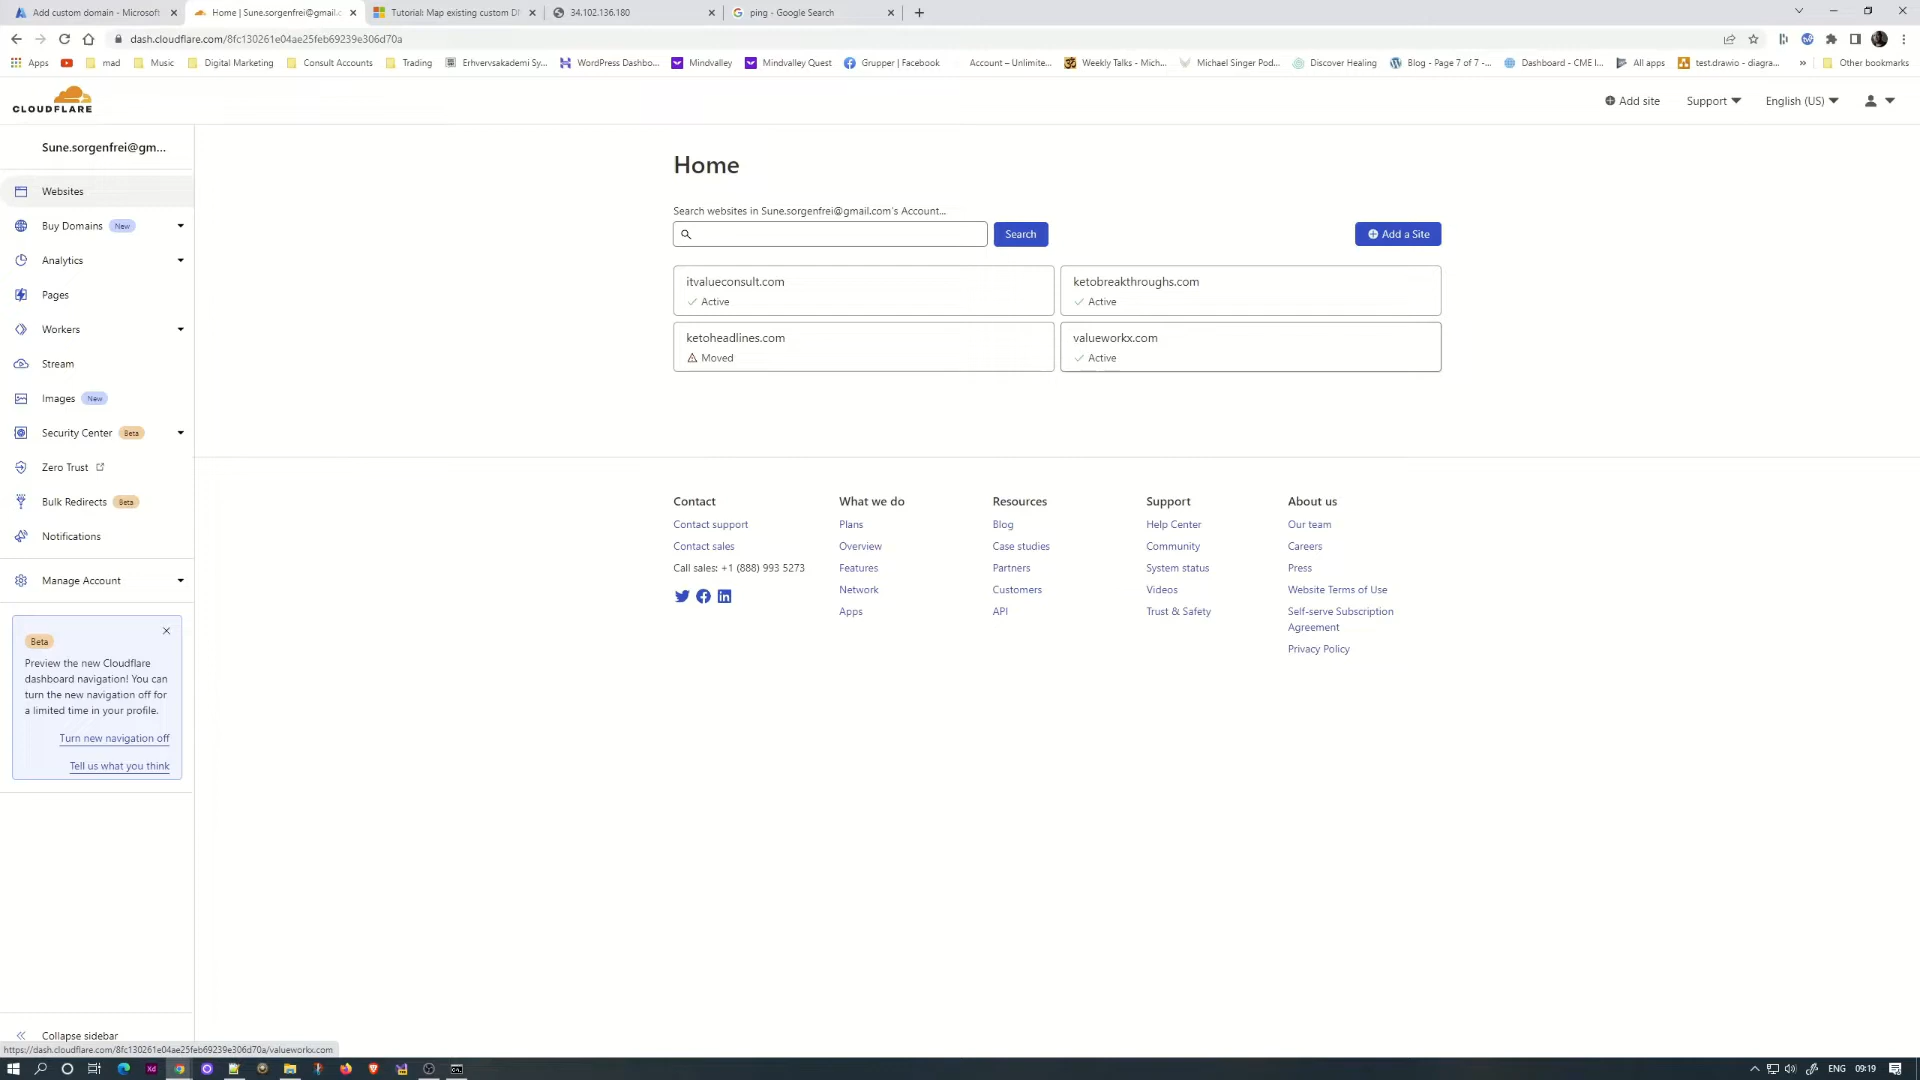 Add custom domain - Microsoft
Home | Sune.sorgenfrei@gmail.c
Tutorial: Map existing custom D
34.102.136.180
ping - Google Search
dash.cloudflare.com/8fc130261e04ae25feb69239e306d70a
Apps
mad
Music
Digital Marketing
Consult Accounts
Trading
Erhvervsakademi Sy...
WordPress Dashbo...
Mindvalley
Mindvalley Quest
Grupper | Facebook
Account – Unlimite...
Weekly Talks - Mich...
Michael Singer Pod...
Discover Healing
Blog - Page 7 of 7 -...
Dashboard - CME I...
All apps
test.drawio - diagra...
»
Other bookmarks
CLOUDFLARE
Add site
Support
English (US)
Sune.sorgenfrei@gm...
Websites
Buy Domains New
Analytics
Pages
Workers
Stream
Images New
Security Center Beta
Zero Trust
Bulk Redirects Beta
Notifications
Manage Account
Beta
Preview the new Cloudflare
dashboard navigation! You can
turn the new navigation off for
a limited time in your profile.
Turn new navigation off
Tell us what you think
Collapse sidebar
https://dash.cloudflare.com/8fc130261e04ae25feb69239e306d70a/valueworkx.com
Home
Search websites in Sune.sorgenfrei@gmail.com's Account...
Search
Add a Site
itvalueconsult.com
Active
ketobreakthroughs.com
Active
ketoheadlines.com
Moved
valueworkx.com
Active
Contact
Contact support
Contact sales
Call sales: +1 (888) 993 5273
What we do
Plans
Overview
Features
Network
Apps
Resources
Blog
Case studies
Partners
Customers
API
Support
Help Center
Community
System status
Videos
Trust & Safety
About us
Our team
Careers
Press
Website Terms of Use
Self-serve Subscription
Agreement
Privacy Policy
Xd
ENG
09:19